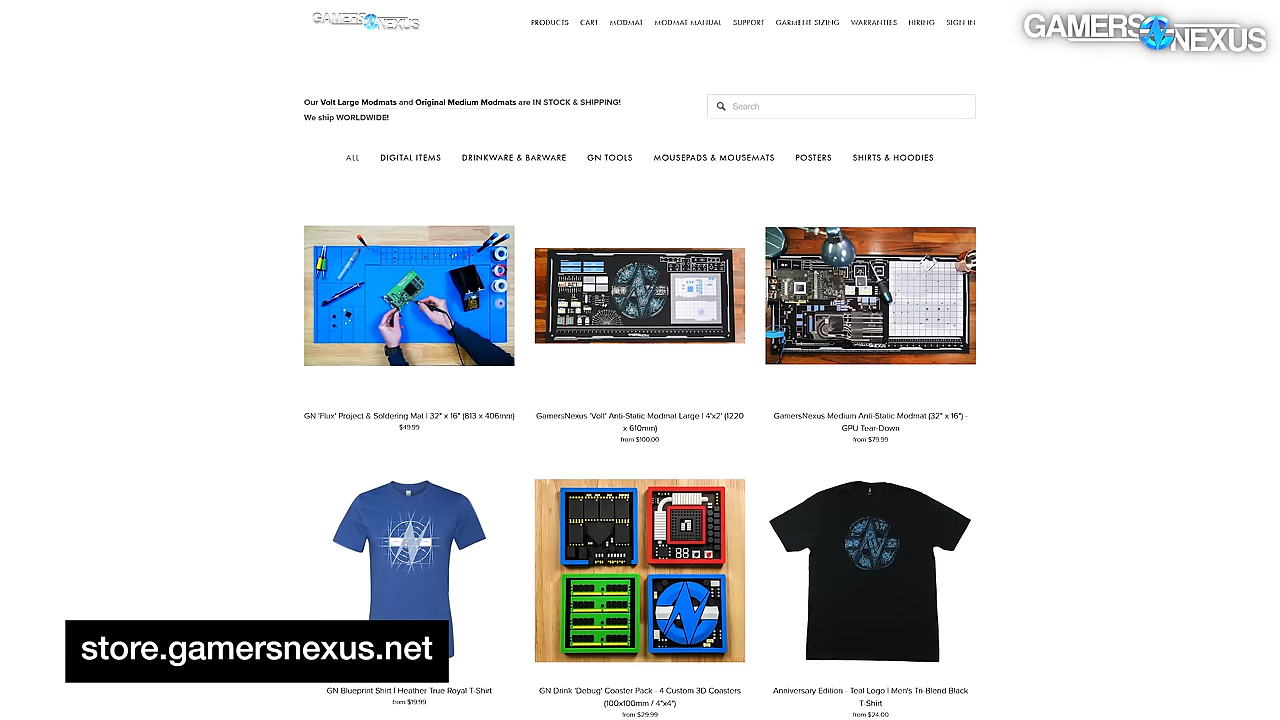 GAMERS NEXUS
PRODUCTS CART MODMAT MODMAT MANUAL SUPPORT GARMENT SIZING WARRANTIES HIRING SIGN IN
GAMERS NEXUS
Our Volt Large Modmats and Original Medium Modmats are IN STOCK & SHIPPING!
We ship WORLDWIDE!
Search
ALL DIGITAL ITEMS DRINKWARE & BARWARE GN TOOLS MOUSEPADS & MOUSEMATS POSTERS SHIRTS & HOODIES
GN 'Flux' Project & Soldering Mat | 32" x 16" (813 x 406mm)
$49.99
GamersNexus 'Volt' Anti-Static Modmat Large | 4'x2' (1220
x 610mm)
from $100.00
GamersNexus Medium Anti-Static Modmat (32" x 16") -
GPU Tear-Down
from $79.99
store.gamersnexus.net
GN Blueprint Shirt | Heather True Royal T-Shirt
from $19.99
GN Drink 'Debug' Coaster Pack - 4 Custom 3D Coasters
(100x100mm / 4"x4")
from $29.99
Anniversary Edition - Teal Logo | Men's Tri-Blend Black
T-Shirt
from $24.00